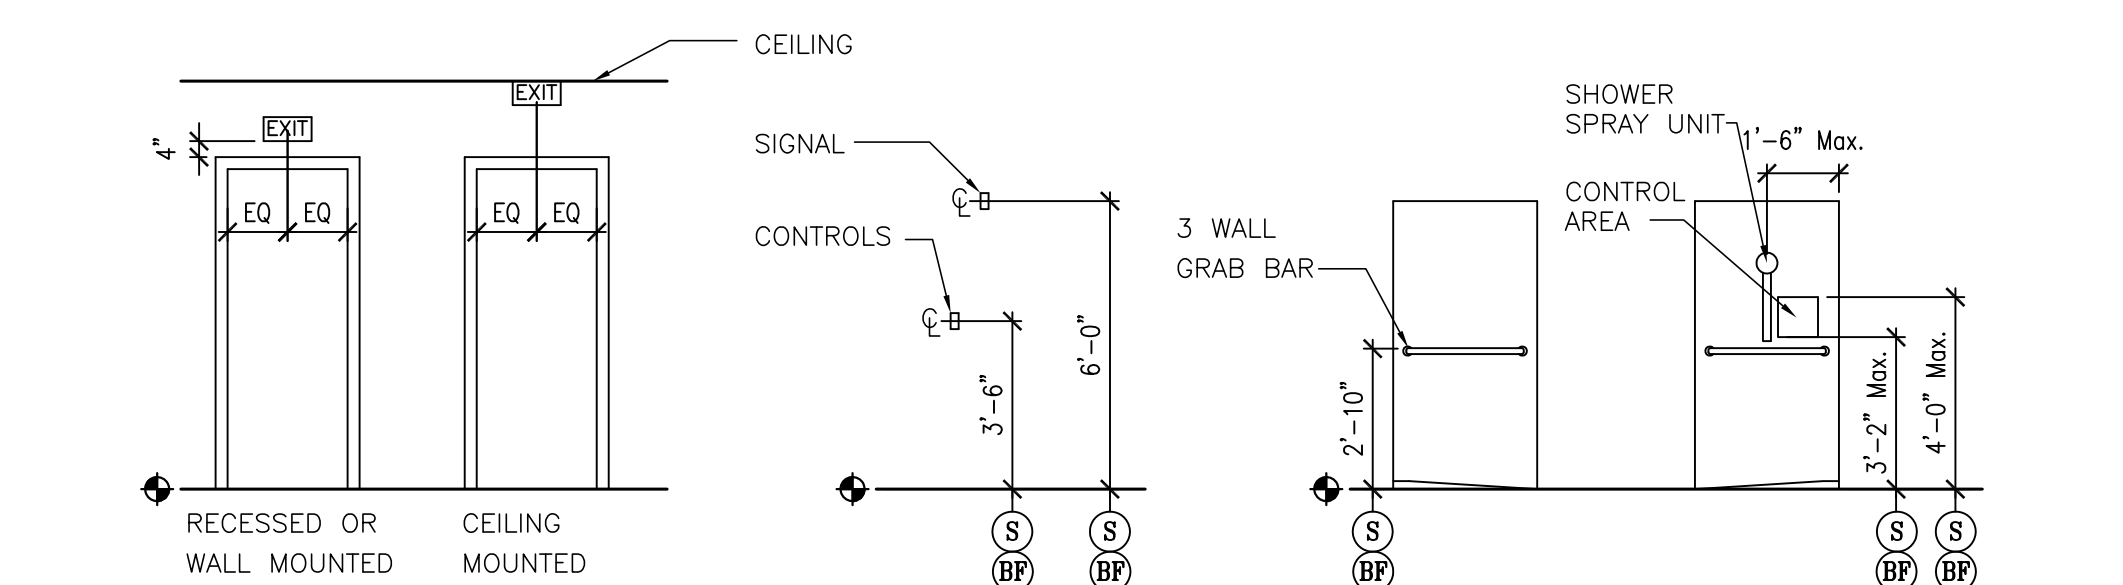 CEILING
EXIT
EXIT
4"
EQ
EQ
EQ
EQ
RECESSED OR
WALL MOUNTED
CEILING
MOUNTED
SIGNAL
CL
CONTROLS
CL
3'-6"
6'-0"
S
BF
S
BF
3 WALL
GRAB BAR
2'-10"
S
BF
SHOWER
SPRAY UNIT
1'-6" Max.
CONTROL
AREA
3'-2" Max.
4'-0" Max.
S
BF
S
BF